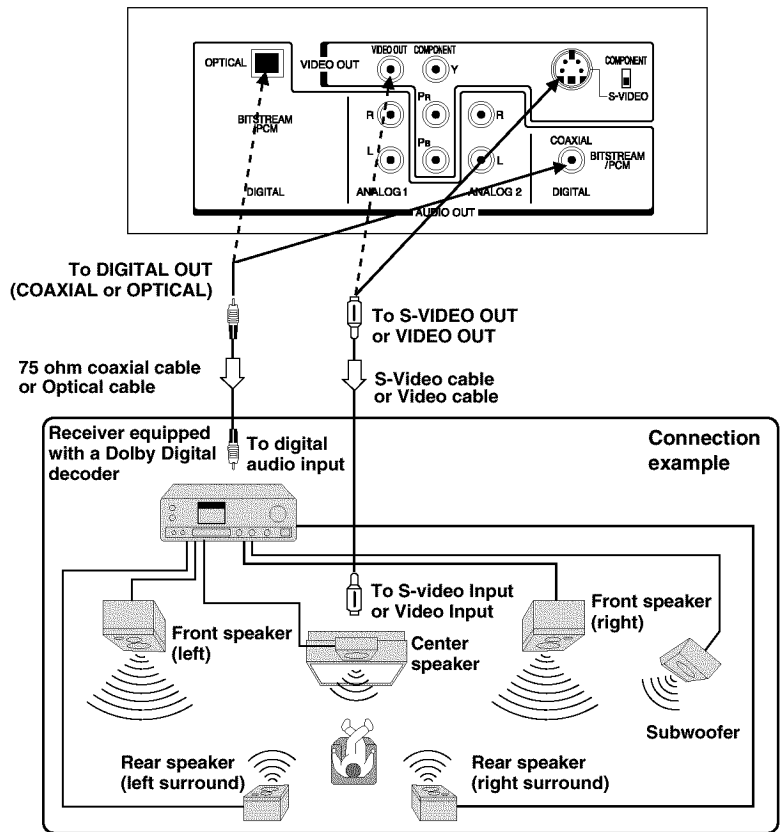 OPTICAL
VIDEO OUT
VIDEO OUT
COMPONENT
Y
COMPONENT
S-VIDEO
BITSTREAM
/PCM
R
L
PR
PB
R
L
COAXIAL
BITSTREAM
/PCM
DIGITAL
ANALOG 1
ANALOG 2
DIGITAL
AUDIO OUT
To DIGITAL OUT
(COAXIAL or OPTICAL)
To S-VIDEO OUT
or VIDEO OUT
75 ohm coaxial cable
or Optical cable
S-Video cable
or Video cable
Receiver equipped
with a Dolby Digital
decoder
To digital
audio input
Connection
example
To S-video Input
or Video Input
Front speaker
(left)
Center
speaker
Front speaker
(right)
Subwoofer
Rear speaker
(left surround)
Rear speaker
(right surround)